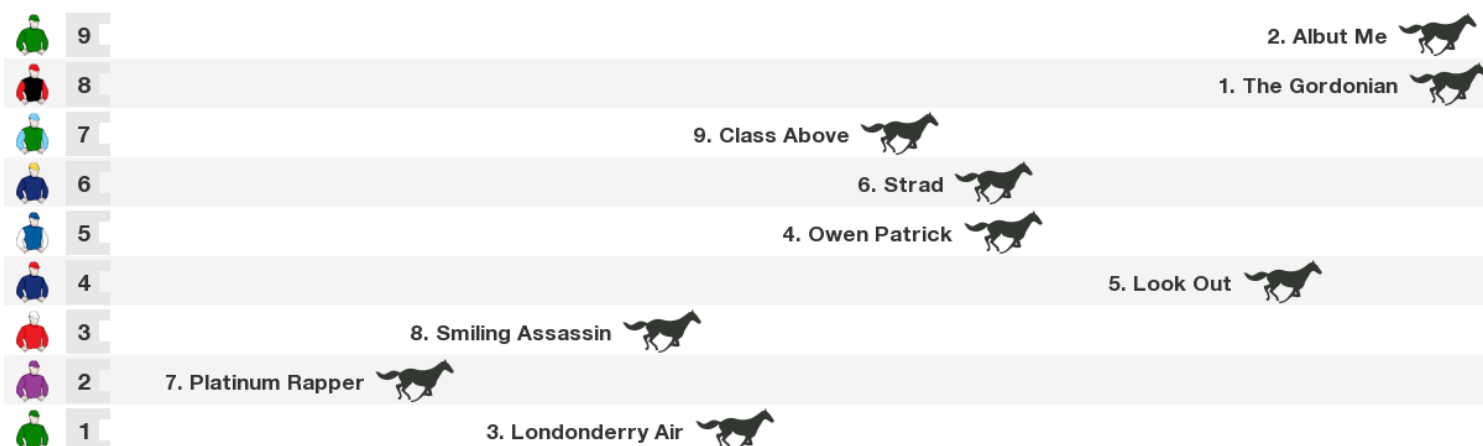 9 2. Albut Me
8 1. The Gordonian
7 9. Class Above
6 6. Strad
5 4. Owen Patrick
4 5. Look Out
3 8. Smiling Assassin
2 7. Platinum Rapper
1 3. Londonderry Air